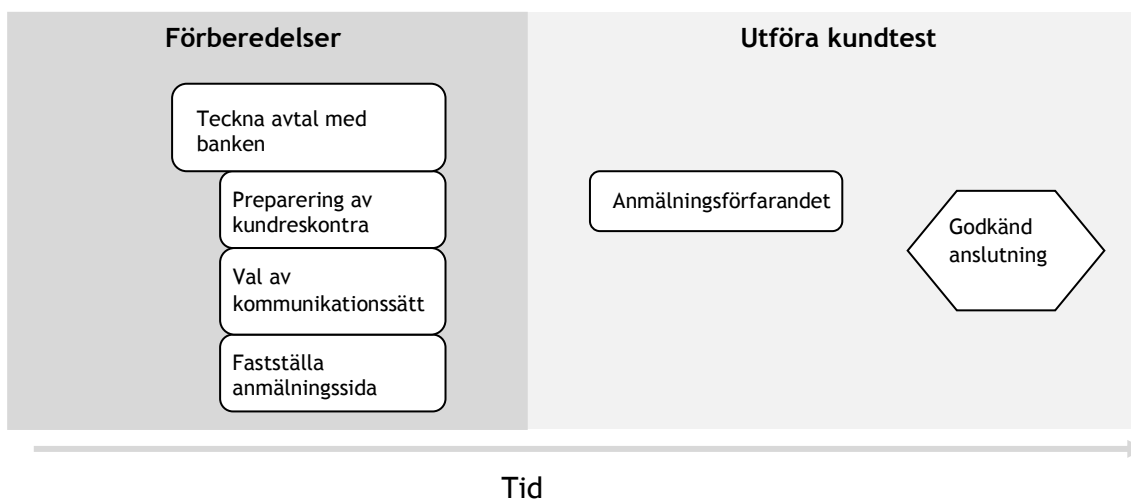 Förberedelser
Teckna avtal med
banken
Preparering av
kundreskontra
Val av
kommunikationssätt
Fastställa
anmälningssida
Utföra kundtest
Anmälningsförfarandet
Godkänd
anslutning
Tid